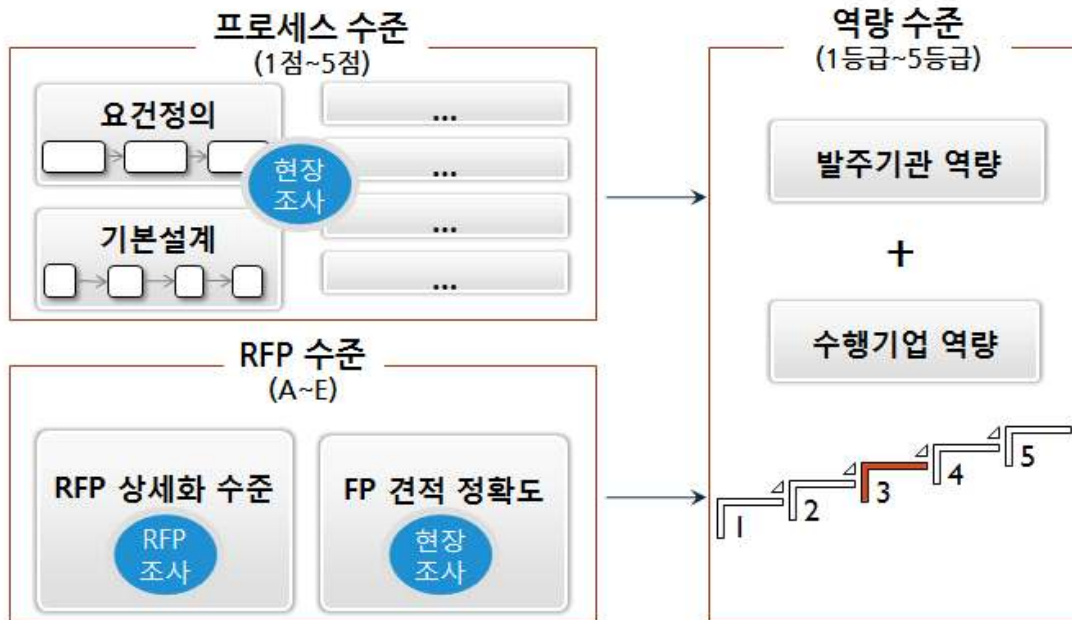 프로세스 수준
(1점~5점)
요건정의
...
...
...
...
현장
조사
기본설계
RFP 수준
(A~E)
RFP 상세화 수준
RFP
조사
FP 견적 정확도
현장
조사
역량 수준
(1등급~5등급)
발주기관 역량
+
수행기업 역량
1
2
3
4
5